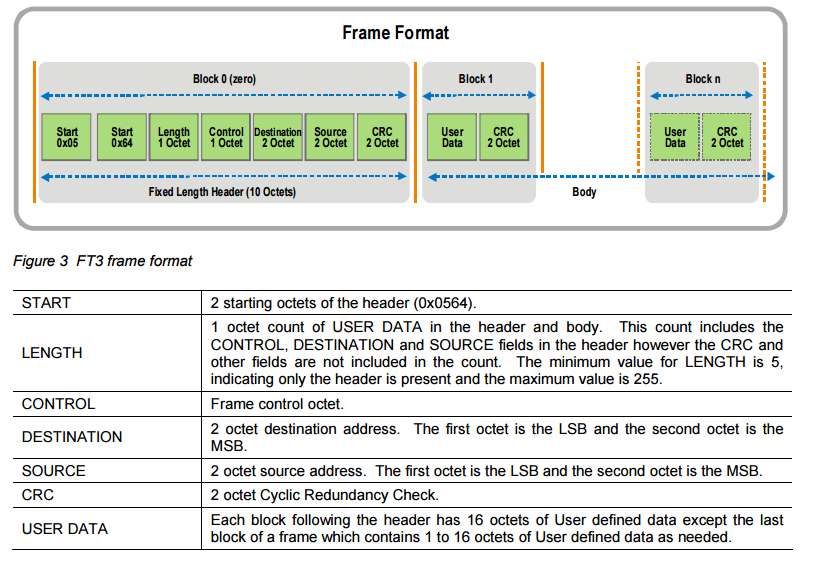 Frame Format
Block 0 (zero)
Block 1
Block n
Start
0x05
Start
0x64
Length
1 Octet
Control
1 Octet
Destination
2 Octet
Source
2 Octet
CRC
2 Octet
User
Data
CRC
2 Octet
User
Data
CRC
2 Octet
Fixed Length Header (10 Octets)
Body
Figure 3 FT3 frame format
START
2 starting octets of the header (0x0564).
LENGTH
1 octet count of USER DATA in the header and body. This count includes the
CONTROL, DESTINATION and SOURCE fields in the header however the CRC and
other fields are not included in the count. The minimum value for LENGTH is 5,
indicating only the header is present and the maximum value is 255.
CONTROL
Frame control octet.
DESTINATION
2 octet destination address. The first octet is the LSB and the second octet is the
MSB.
SOURCE
2 octet source address. The first octet is the LSB and the second octet is the MSB.
CRC
2 octet Cyclic Redundancy Check.
USER DATA
Each block following the header has 16 octets of User defined data except the last
block of a frame which contains 1 to 16 octets of User defined data as needed.